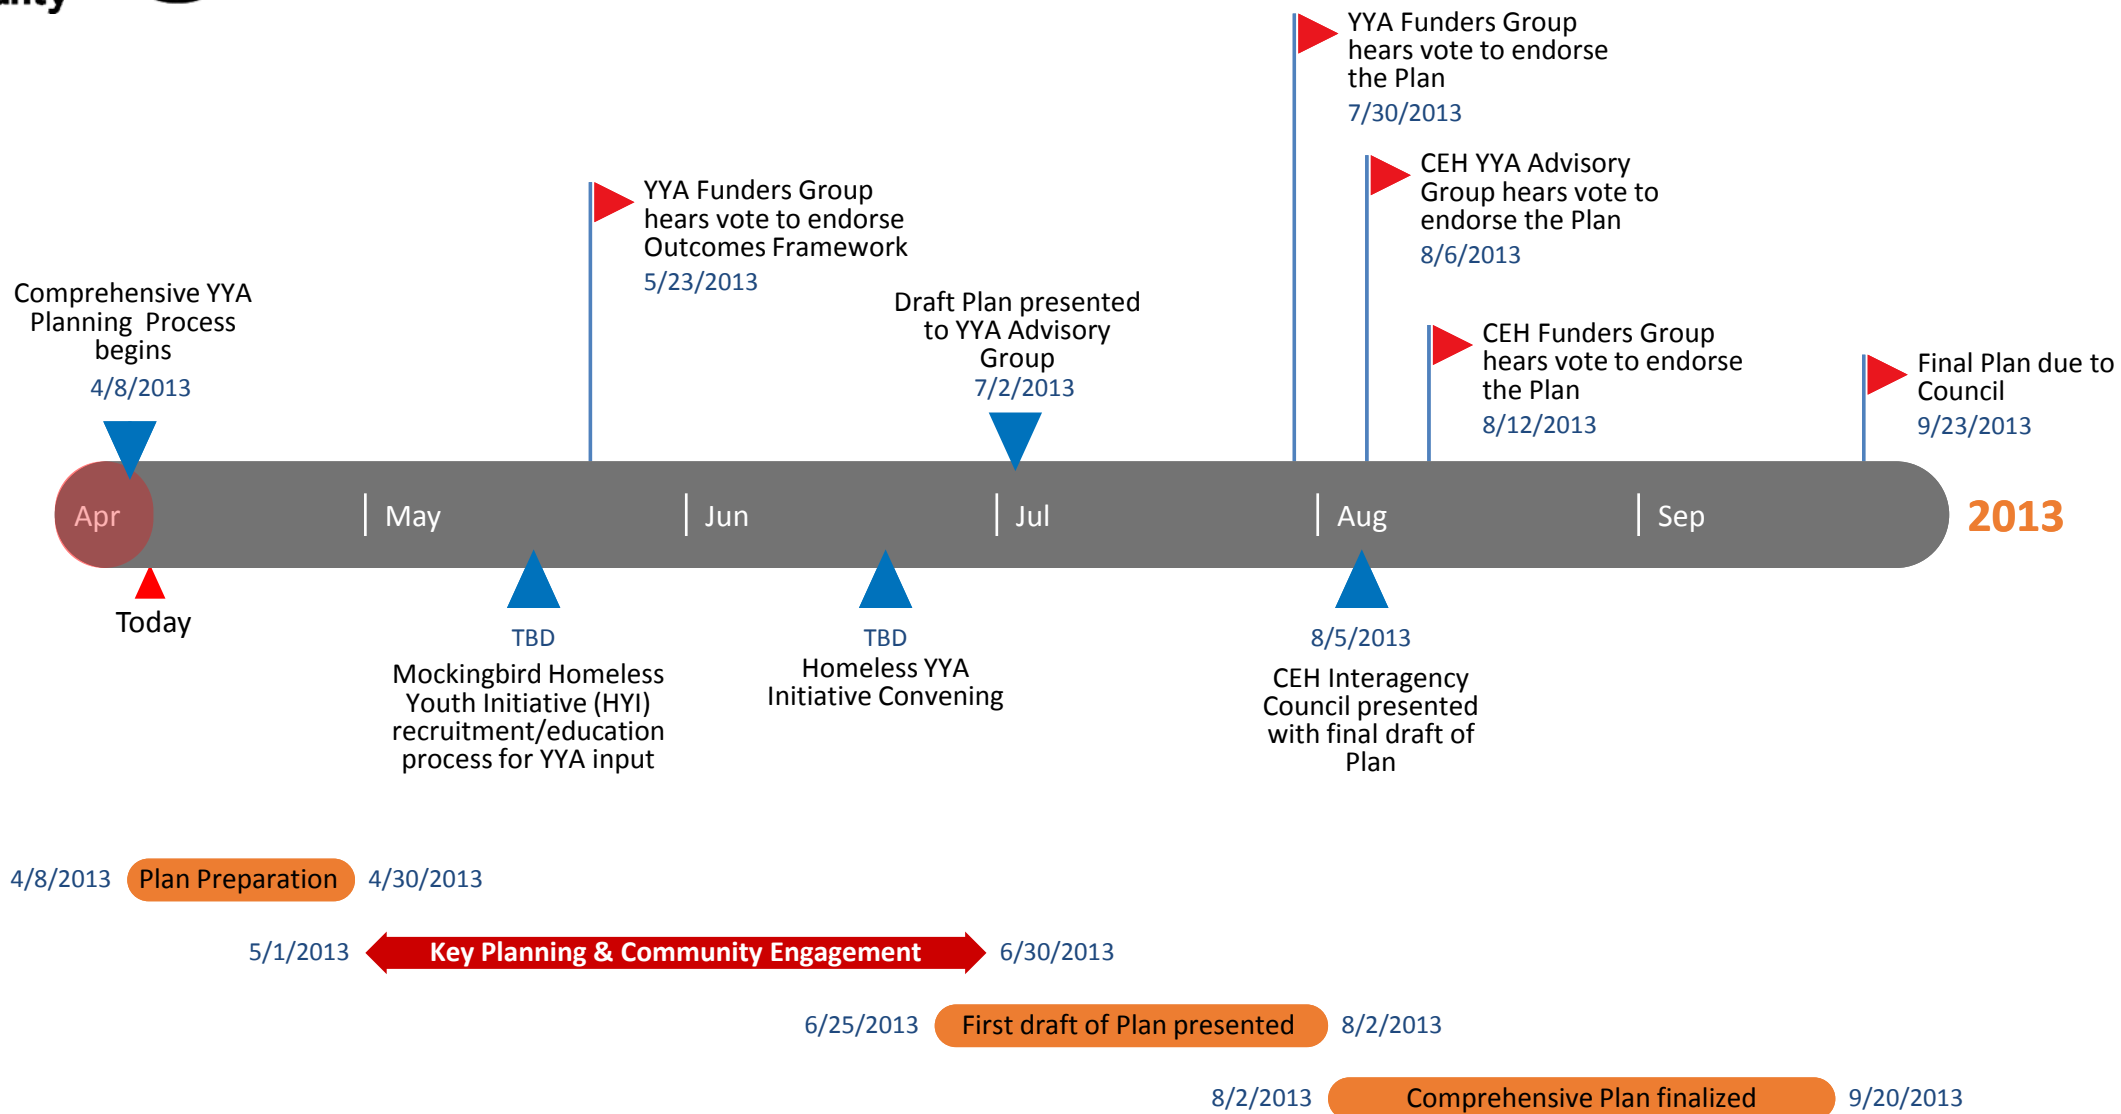 YYA Funders Group
hears vote to endorse
the Plan
7/30/2013
CEH YYA Advisory
Group hears vote to
endorse the Plan
8/6/2013
YYA Funders Group
hears vote to endorse
Outcomes Framework
5/23/2013
Comprehensive YYA
Planning Process
begins
4/8/2013
Draft Plan presented
to YYA Advisory
Group
7/2/2013
CEH Funders Group
hears vote to endorse
the Plan
8/12/2013
Final Plan due to
Council
9/23/2013
Apr
May
Jun
Jul
Aug
Sep
2013
Today
TBD
Mockingbird Homeless
Youth Initiative (HYI)
recruitment/education
process for YYA input
TBD
Homeless YYA
Initiative Convening
8/5/2013
CEH Interagency
Council presented
with final draft of
Plan
4/8/2013 Plan Preparation 4/30/2013
5/1/2013 Key Planning & Community Engagement 6/30/2013
6/25/2013 First draft of Plan presented 8/2/2013
8/2/2013 Comprehensive Plan finalized 9/20/2013